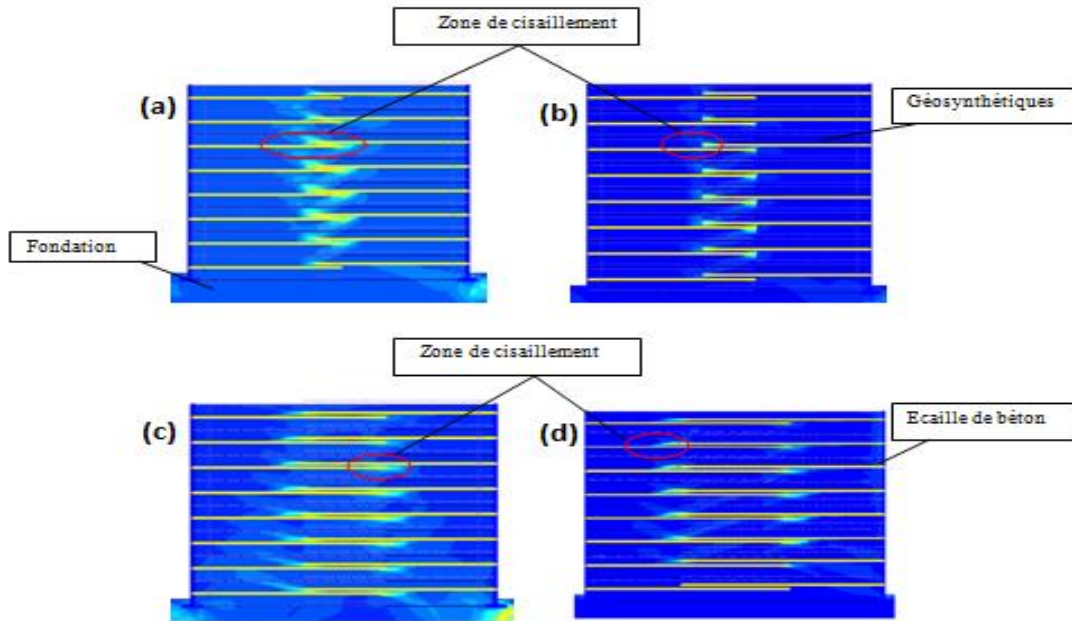 Zone de cisaillement
(a)
(b)
Géosynthétiques
Fondation
Zone de cisaillement
(c)
(d)
Ecaille de béton